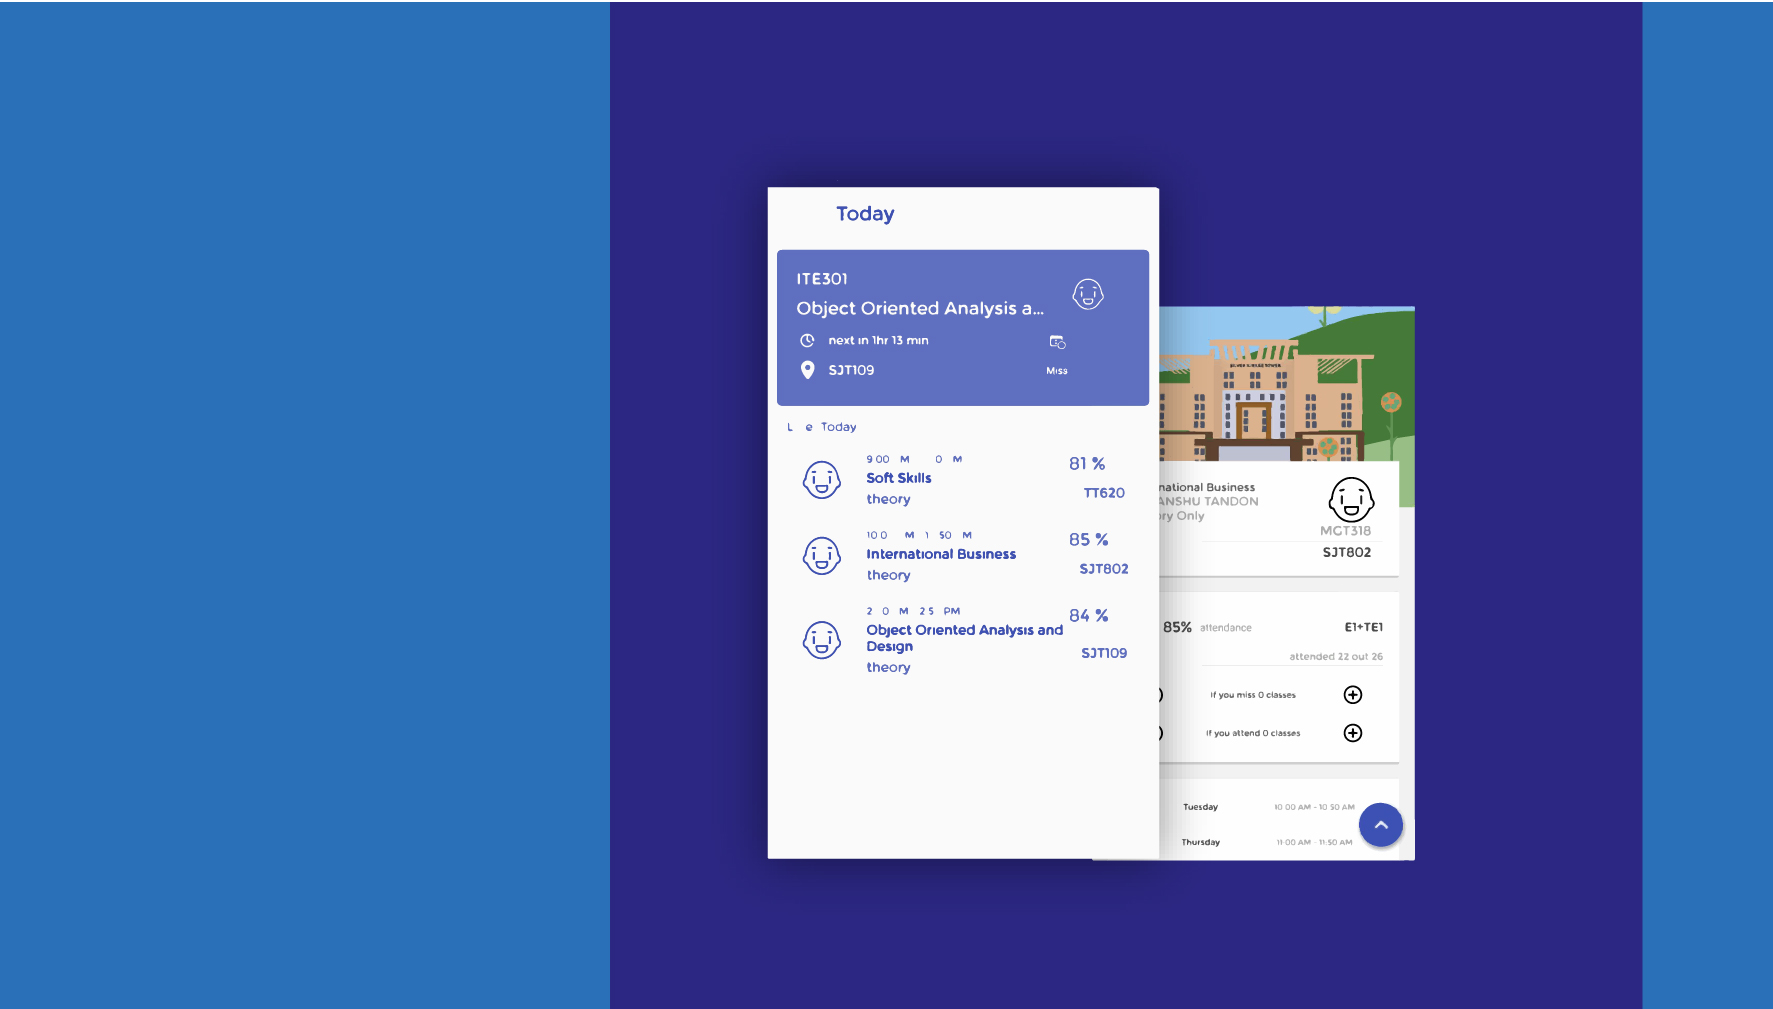 Today
ITE301
Object Oriented Analysis a...
next in 1hr 13 min
SJT109
Miss
L e Today
9 00 M 0 M
81 %
Soft Skills
TT620
theory
10 0 M 1 50 M
85 %
International Business
SJT802
theory
2 0 M 2 5 PM
84 %
Object Oriented Analysis and
Design
SJT109
theory
national Business
ANSHU TANDON
ry Only
MGT318
SJT802
85% attendance
E1+TE1
attended 22 out 26
If you miss 0 classes
If you attend 0 classes
Tuesday
10 00 AM - 10 50 AM
Thursday
11:00 AM - 11:50 AM